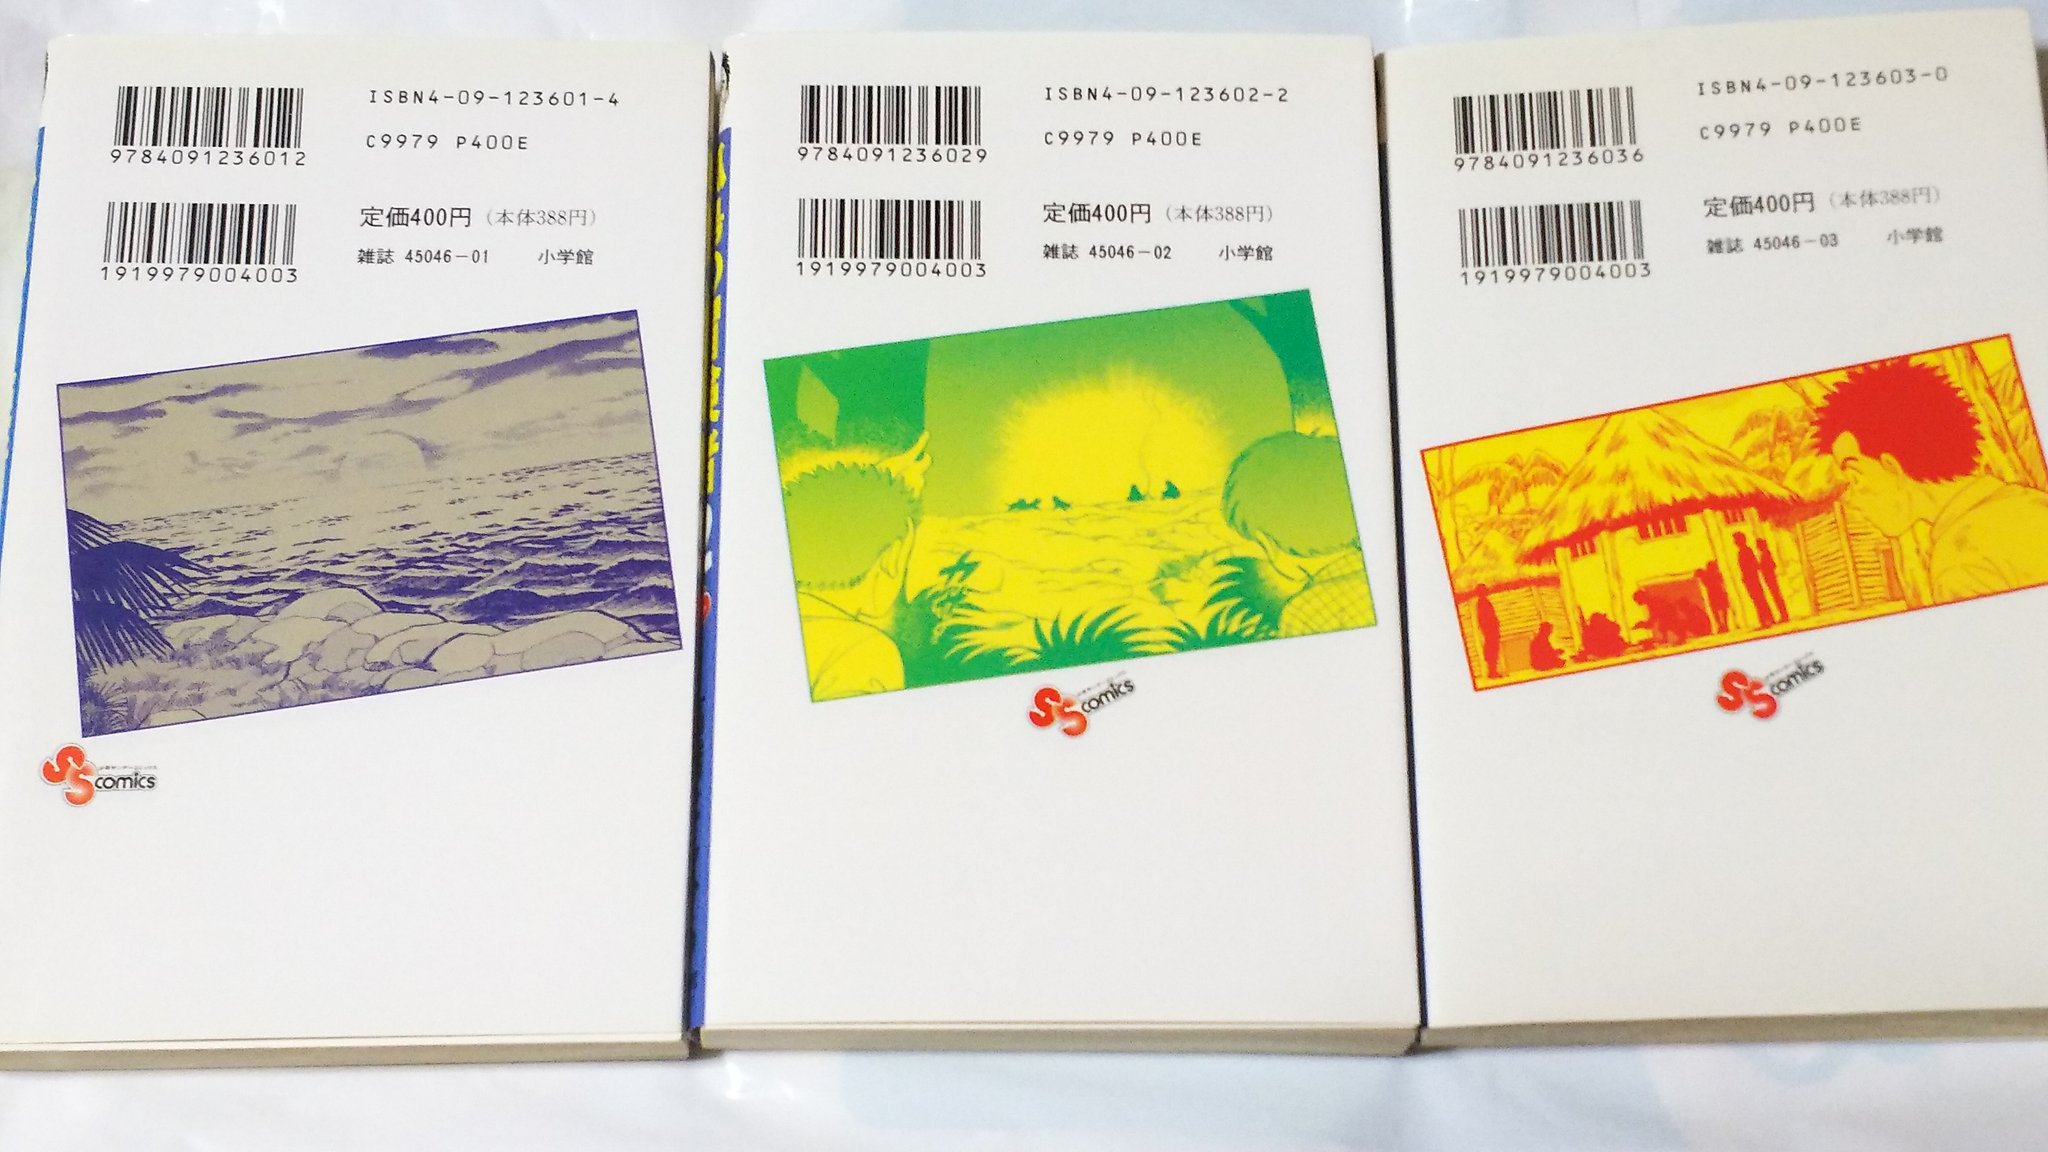 ISBN4-09-123601-4
9784091236012
C9979 P400E
定価400円（本体388円）
雑誌 45046-01 小学館
1919979004003
SS comics
ISBN4-09-123602-2
9784091236029
C9979 P400E
定価400円（本体388円）
雑誌 45046-02 小学館
1919979004003
SS comics
ISBN4-09-123603-0
9784091236036
C9979 P400E
定価400円（本体388円）
雑誌 45046-03 小学館
1919979004003
SS comics